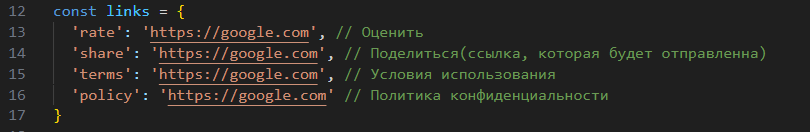 12 const links = {
13 'rate': 'https://google.com', // Оценить
14 'share': 'https://google.com', // Поделиться(ссылка, которая будет отправленна)
15 'terms': 'https://google.com', // Условия использования
16 'policy': 'https://google.com' // Политика конфиденциальности
17 }